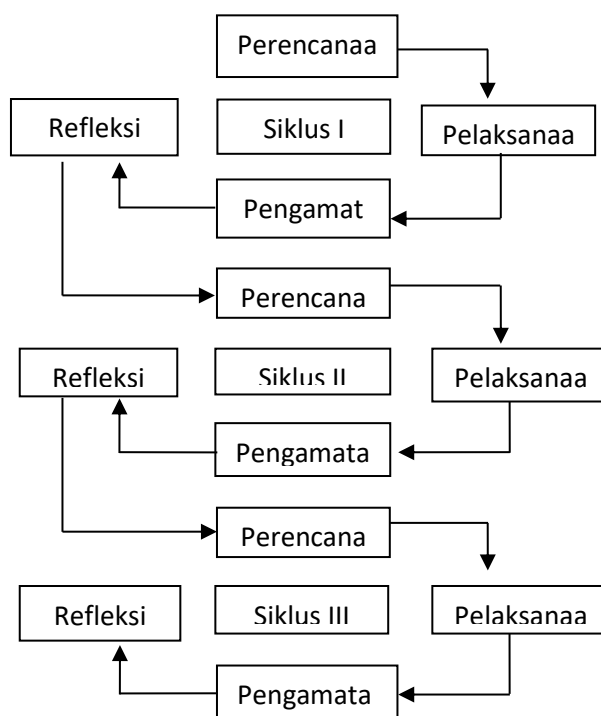 Perencanaa
Refleksi
Siklus I
Pelaksanaa
Pengamat
Perencana
Refleksi
Siklus II
Pelaksanaa
Pengamata
Perencana
Refleksi
Siklus III
Pelaksanaa
Pengamata